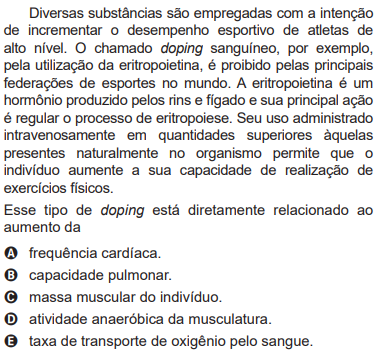 Diversas substâncias são empregadas com a intenção
de incrementar o desempenho esportivo de atletas de
alto nível. O chamado doping sanguíneo, por exemplo,
pela utilização da eritropoietina, é proibido pelas principais
federações de esportes no mundo. A eritropoietina é um
hormônio produzido pelos rins e fígado e sua principal ação
é regular o processo de eritropoiese. Seu uso administrado
intravenosamente em quantidades superiores àquelas
presentes naturalmente no organismo permite que o
indivíduo aumente a sua capacidade de realização de
exercícios físicos.
Esse tipo de doping está diretamente relacionado ao
aumento da
A frequência cardíaca.
B capacidade pulmonar.
C massa muscular do indivíduo.
D atividade anaeróbica da musculatura.
E taxa de transporte de oxigênio pelo sangue.